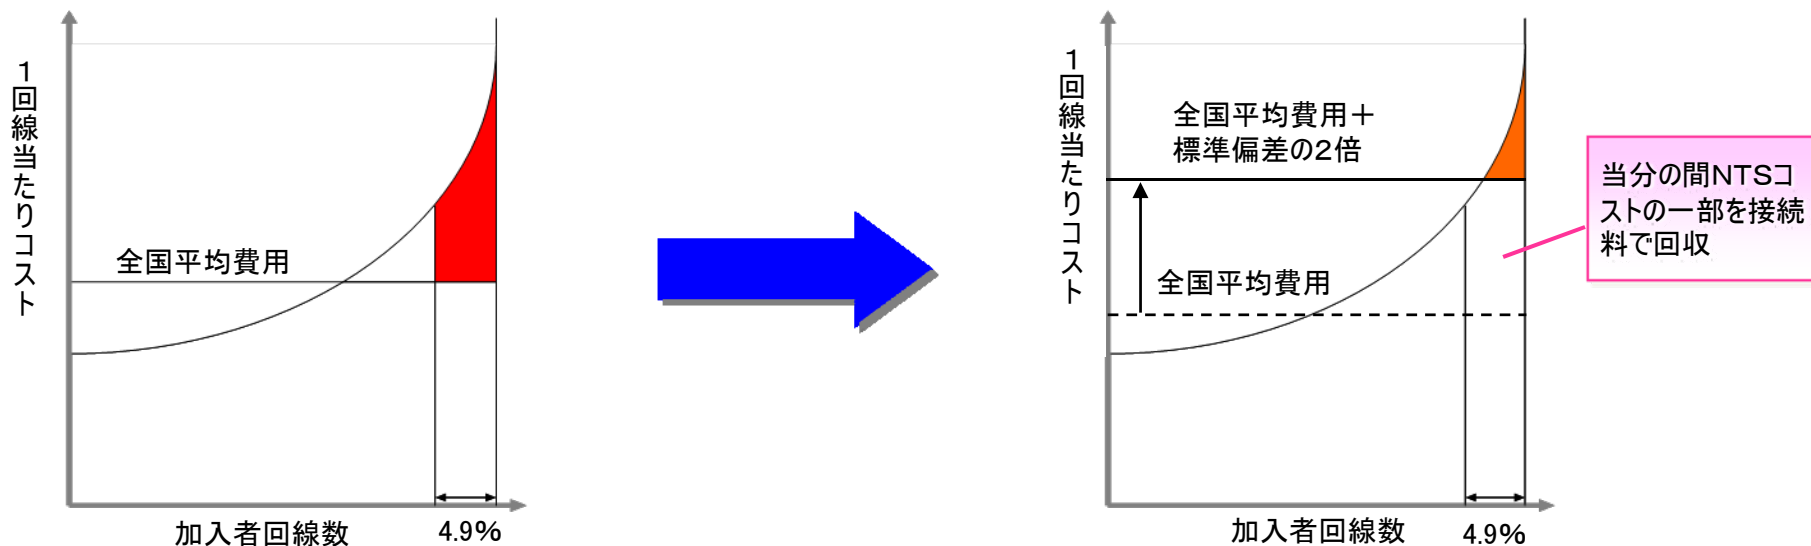 1回線当たりコスト
全国平均費用
加入者回線数
4.9%
1回線当たりコスト
全国平均費用＋
標準偏差の2倍
全国平均費用
加入者回線数
4.9%
当分の間NTSコ
ストの一部を接続
料で回収